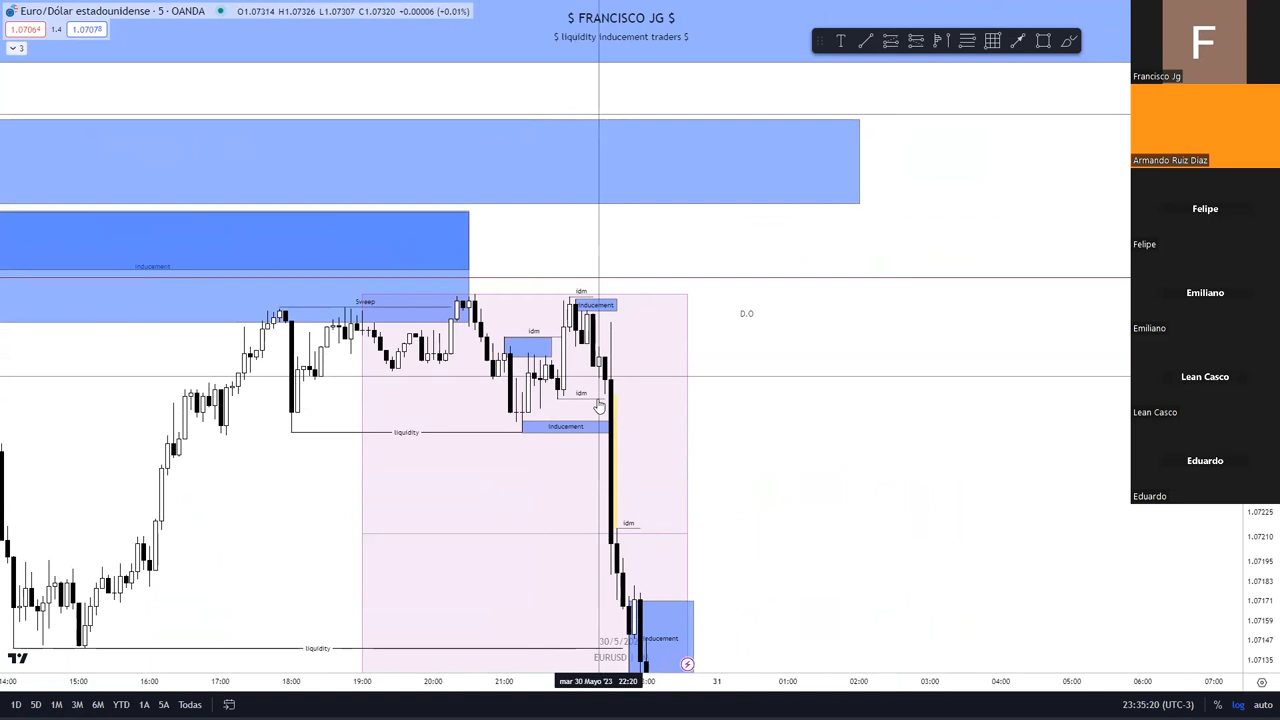 Euro/Dólar estadounidense · 5 · OANDA
O1.07314 H1.07326 L1.07307 C1.07320 +0.00006 (+0.01%)
1.07064
1.4
1.07078
3
$ FRANCISCO JG $
$ liquidity inducement traders $
Inducement
Sweep
idm
Inducement
idm
idm
Inducement
liquidity
D.O
idm
Inducement
30/5/20
EURUSD
liquidity
1.07225
1.07210
1.07197
1.07183
1.07171
1.07159
1.07147
1.07135
14:00
15:00
16:00
17:00
18:00
19:00
20:00
21:00
mar 30 Mayo '23 22:20
31
01:00
02:00
03:00
04:00
05:00
06:00
07:00
1D 5D 1M 3M 6M YTD 1A 5A Todas
23:35:20 (UTC-3)
% log auto
F
Francisco Jg
Armando Ruiz Diaz
Felipe
Felipe
Emiliano
Emiliano
Lean Casco
Lean Casco
Eduardo
Eduardo